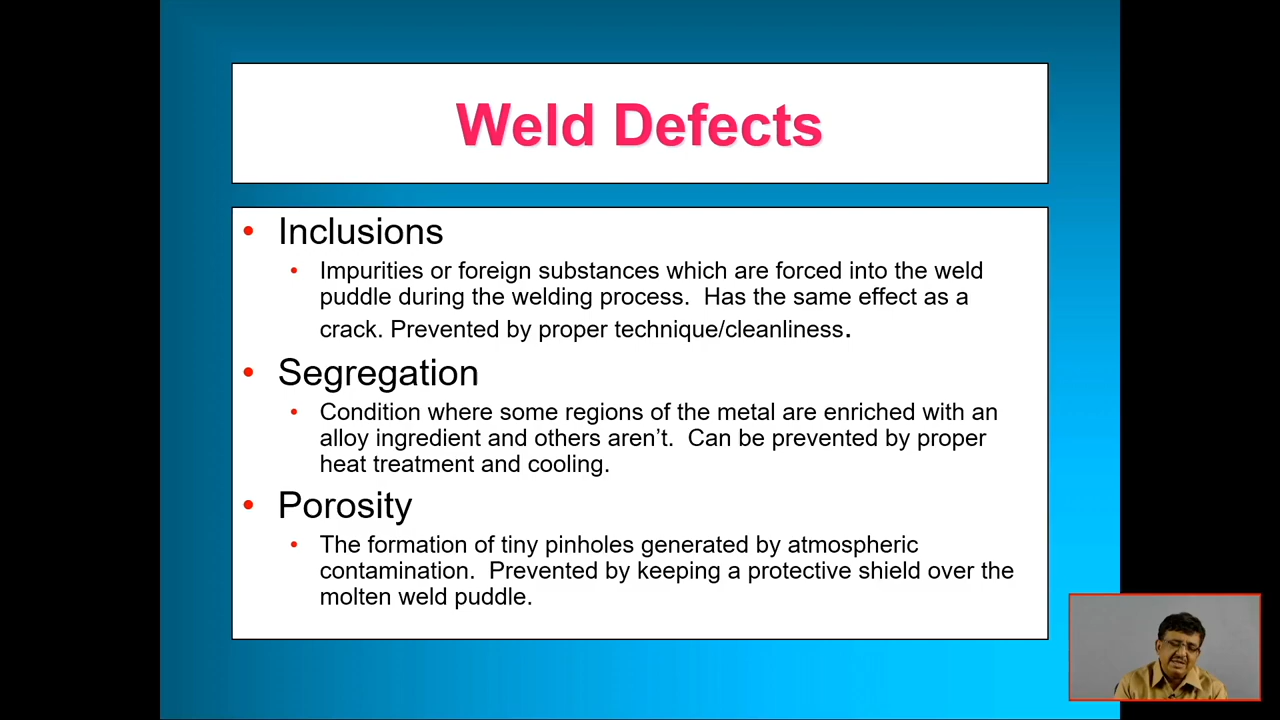 Weld Defects
• Inclusions
• Impurities or foreign substances which are forced into the weld
puddle during the welding process.  Has the same effect as a
crack. Prevented by proper technique/cleanliness.
• Segregation
• Condition where some regions of the metal are enriched with an
alloy ingredient and others aren’t.  Can be prevented by proper
heat treatment and cooling.
• Porosity
• The formation of tiny pinholes generated by atmospheric
contamination.  Prevented by keeping a protective shield over the
molten weld puddle.